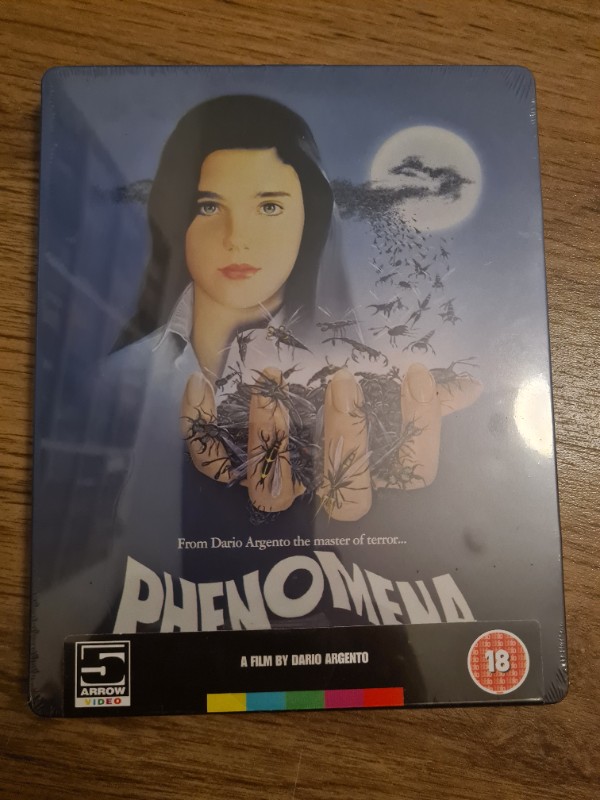 From Dario Argento the master of terror...
PHENOMENA
A FILM BY DARIO ARGENTO
18
5
ARROW
VIDEO